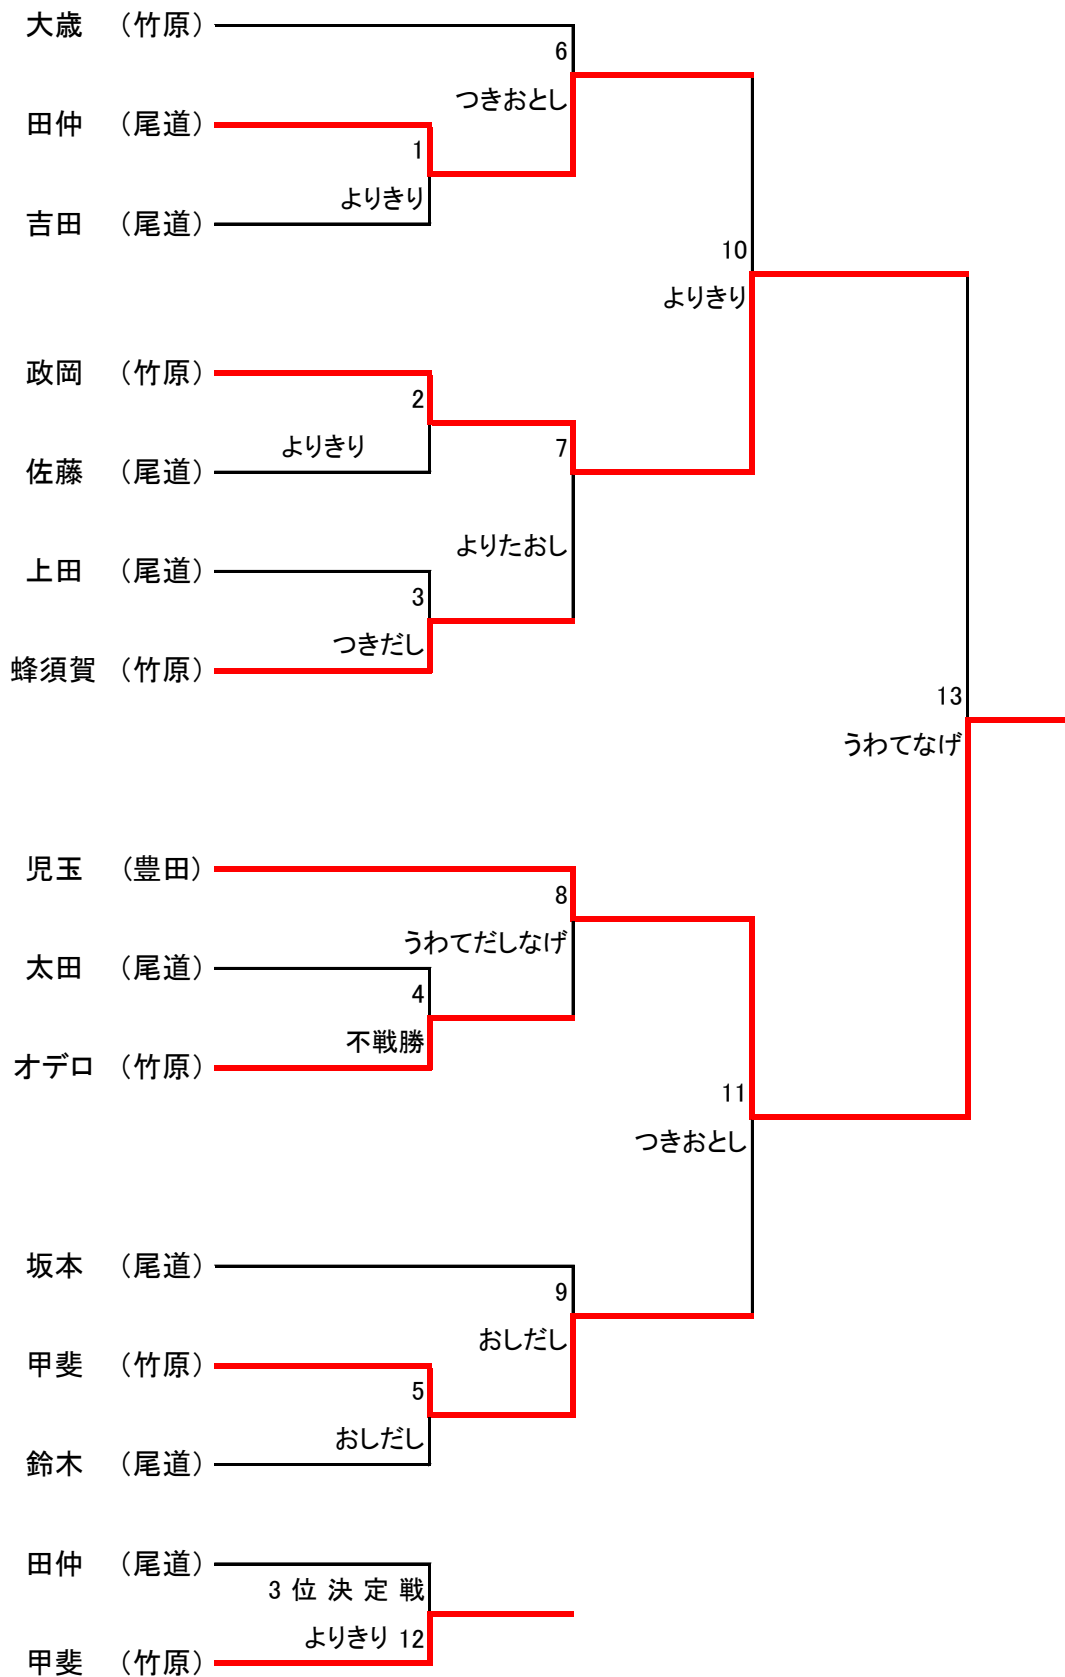 大歳 （竹原）
6
つきおとし
田仲 （尾道）
1
よりきり
吉田 （尾道）
10
よりきり
政岡 （竹原）
2
よりきり
7
佐藤 （尾道）
よりたおし
上田 （尾道）
3
つきだし
蜂須賀 （竹原）
13
うわてなげ
児玉 （豊田）
8
うわてだしなげ
太田 （尾道）
4
不戦勝
オデロ （竹原）
11
つきおとし
坂本 （尾道）
9
おしだし
甲斐 （竹原）
5
おしだし
鈴木 （尾道）
田仲 （尾道）
3 位 決 定 戦
よりきり 12
甲斐 （竹原）